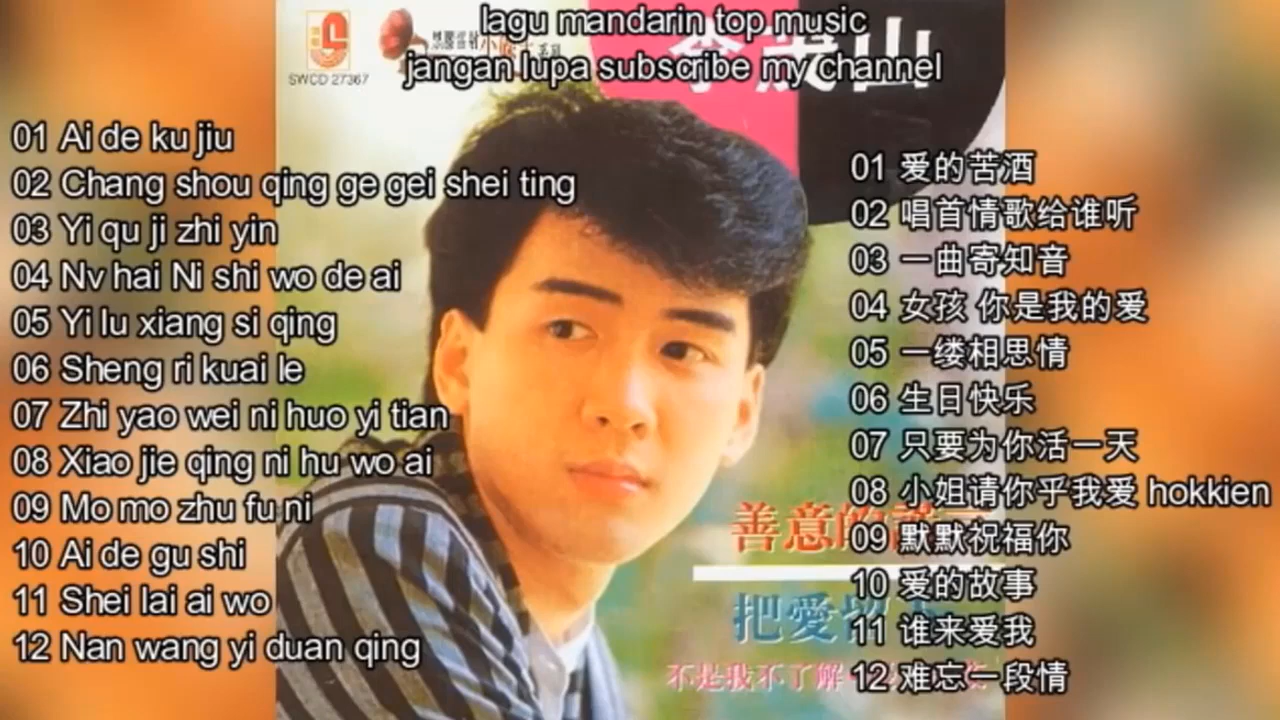 lagu mandarin top music
jangan lupa subscribe my channel
SWCD 27367
山
01 Ai de ku jiu
02 Chang shou qing ge gei shei ting
03 Yi qu ji zhi yin
04 Nv hai Ni shi wo de ai
05 Yi lu xiang si qing
06 Sheng ri kuai le
07 Zhi yao wei ni huo yi tian
08 Xiao jie qing ni hu wo ai
09 Mo mo zhu fu ni
10 Ai de gu shi
11 Shei lai ai wo
12 Nan wang yi duan qing
01 爱的苦酒
02 唱首情歌给谁听
03 一曲寄知音
04 女孩 你是我的爱
05 一缕相思情
06 生日快乐
07 只要为你活一天
08 小姐请你乎我爱 hokkien
09 默默祝福你
10 爱的故事
11 谁来爱我
12 难忘一段情
善意的
把愛
不是我不了解